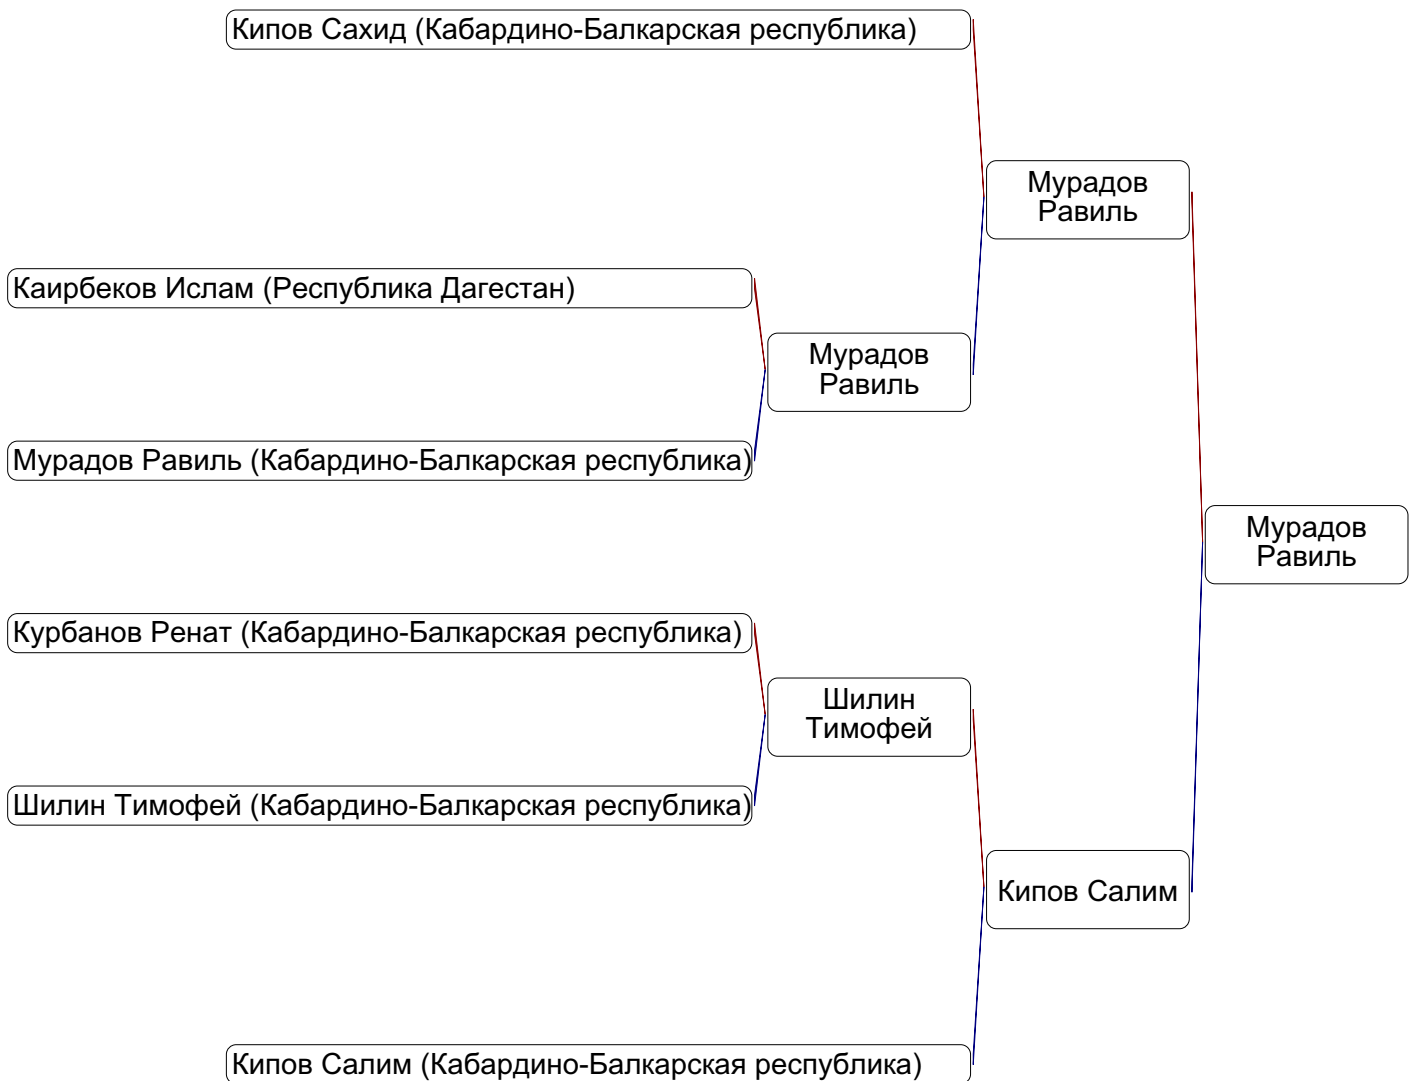 Кипов Сахид (Кабардино-Балкарская республика)
Мурадов
Равиль
Каирбеков Ислам (Республика Дагестан)
Мурадов
Равиль
Мурадов Равиль (Кабардино-Балкарская республика)
Мурадов
Равиль
Курбанов Ренат (Кабардино-Балкарская республика)
Шилин
Тимофей
Шилин Тимофей (Кабардино-Балкарская республика)
Кипов Салим
Кипов Салим (Кабардино-Балкарская республика)